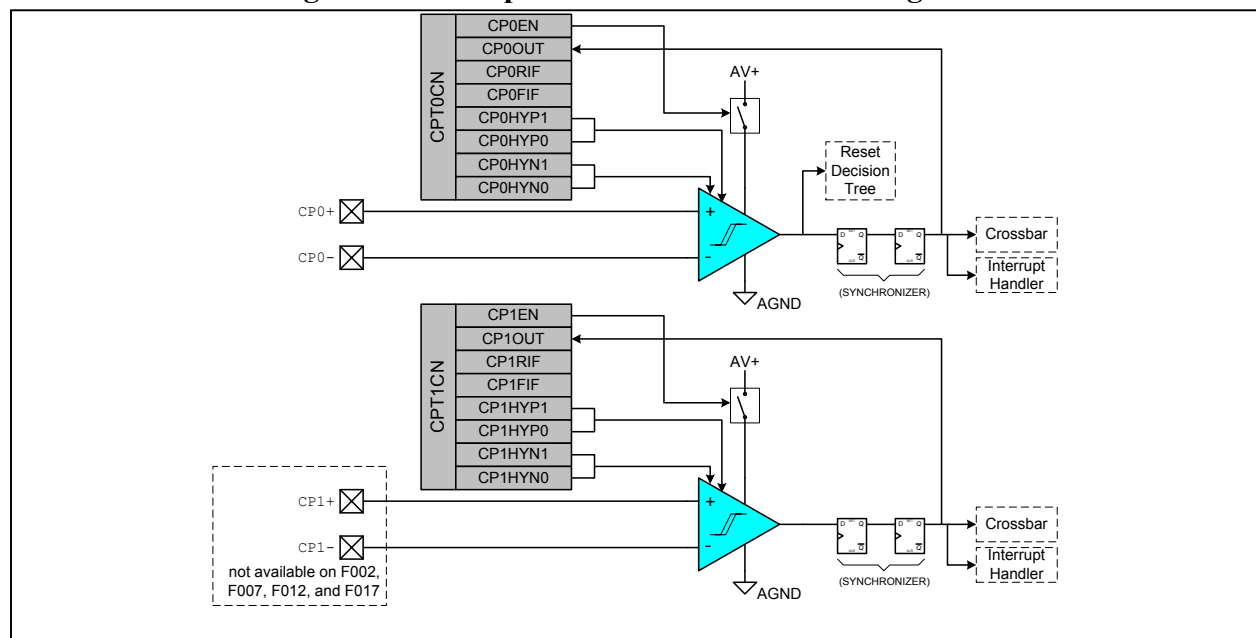 CPT0CN
CP0EN
CP0OUT
CP0RIF
CP0FIF
CP0HYP1
CP0HYP0
CP0HYN1
CP0HYN0
AV+
Reset
Decision
Tree
CP0+
CP0-
+
-
D
Q
Q
D
Q
Q
(SYNCHRONIZER)
AGND
Crossbar
Interrupt
Handler
CPT1CN
CP1EN
CP1OUT
CP1RIF
CP1FIF
CP1HYP1
CP1HYP0
CP1HYN1
CP1HYN0
AV+
CP1+
CP1-
not available on F002,
F007, F012, and F017
+
-
D
Q
Q
D
Q
Q
(SYNCHRONIZER)
AGND
Crossbar
Interrupt
Handler